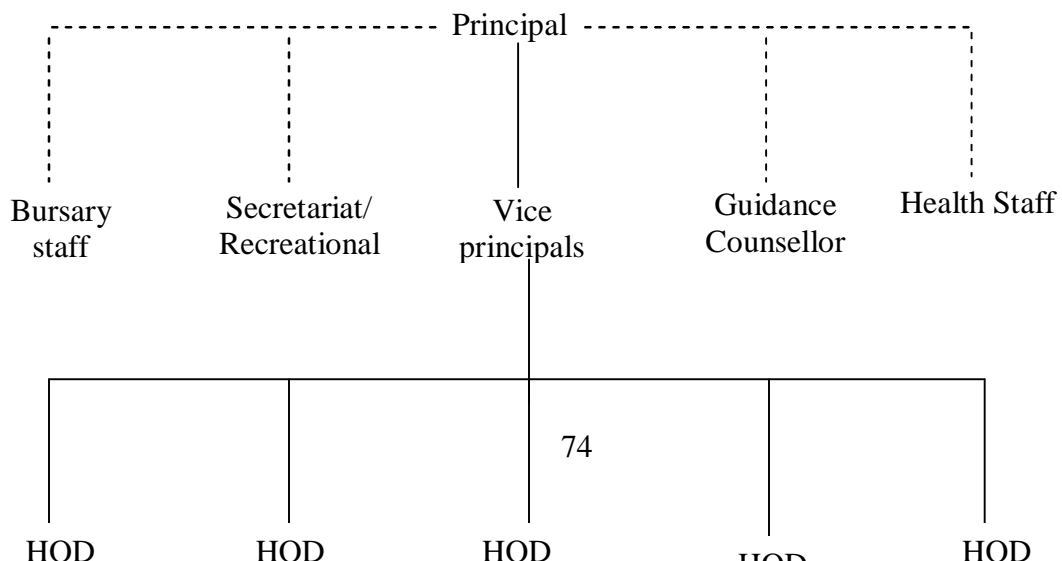 Principal
Bursary
staff
Secretariat/
Recreational
Vice
principals
Guidance
Counsellor
Health Staff
74
HOD
HOD
HOD
HOD
HOD